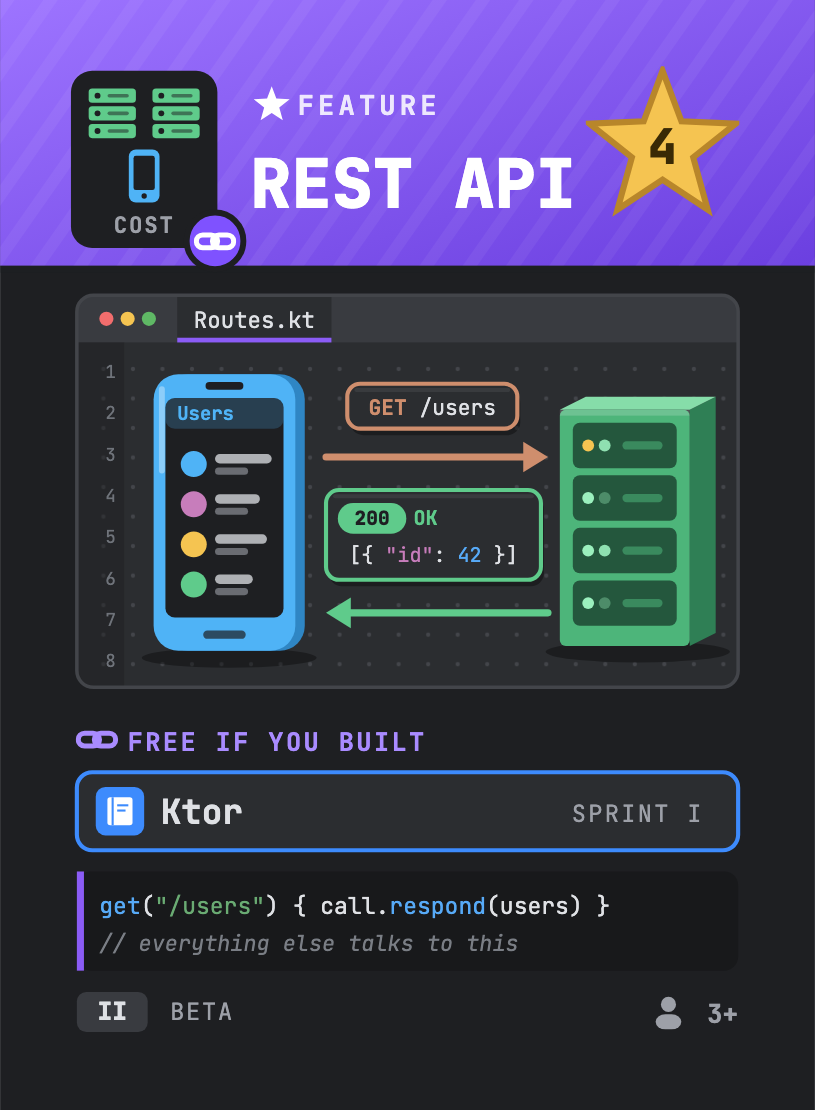 FEATURE
REST API
4
COST
Routes.kt
1
2
3
4
5
6
7
8
Users
GET /users
200 OK
[{ "id": 42 }]
FREE IF YOU BUILT
Ktor
SPRINT I
get("/users") { call.respond(users) }
// everything else talks to this
II
BETA
3+